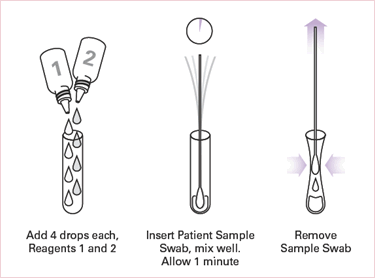 1
2
Add 4 drops each,
Reagents 1 and 2
Insert Patient Sample
Swab, mix well.
Allow 1 minute
Remove
Sample Swab